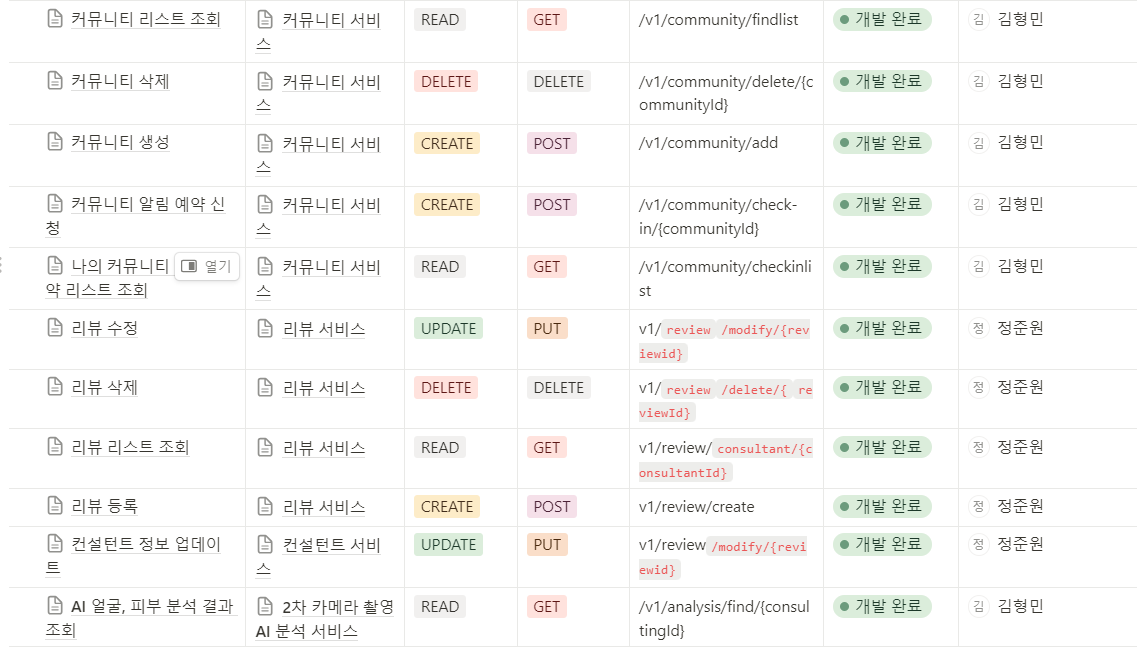 커뮤니티 리스트 조회 커뮤니티 서비 READ GET /v1/community/findlist 개발 완료 김 김형민
스
커뮤니티 삭제 커뮤니티 서비 DELETE DELETE /v1/community/delete/{c 개발 완료 김 김형민
스 ommunityId}
커뮤니티 생성 커뮤니티 서비 CREATE POST /v1/community/add 개발 완료 김 김형민
스
커뮤니티 알림 예약 신 커뮤니티 서비 CREATE POST /v1/community/check- 개발 완료 김 김형민
청 스 in/{communityId}
나의 커뮤니티 열기 커뮤니티 서비 READ GET /v1/community/checkinli 개발 완료 김 김형민
약 리스트 조회 스 st
리뷰 수정 리뷰 서비스 UPDATE PUT v1/ review /modify/{rev 개발 완료 정 정준원
iewid}
리뷰 삭제 리뷰 서비스 DELETE DELETE v1/ review /delete/{ re 개발 완료 정 정준원
viewId}
리뷰 리스트 조회 리뷰 서비스 READ GET v1/review/ consultant/{c 개발 완료 정 정준원
onsultantId}
리뷰 등록 리뷰 서비스 CREATE POST v1/review/create 개발 완료 정 정준원
컨설턴트 정보 업데이 컨설턴트 서비 UPDATE PUT v1/review /modify/{revi 개발 완료 정 정준원
트 스 ewid}
AI 얼굴, 피부 분석 결과 2차 카메라 촬영 READ GET /v1/analysis/find/{consul 개발 완료 김 김형민
조회 AI 분석 서비스 tingId}